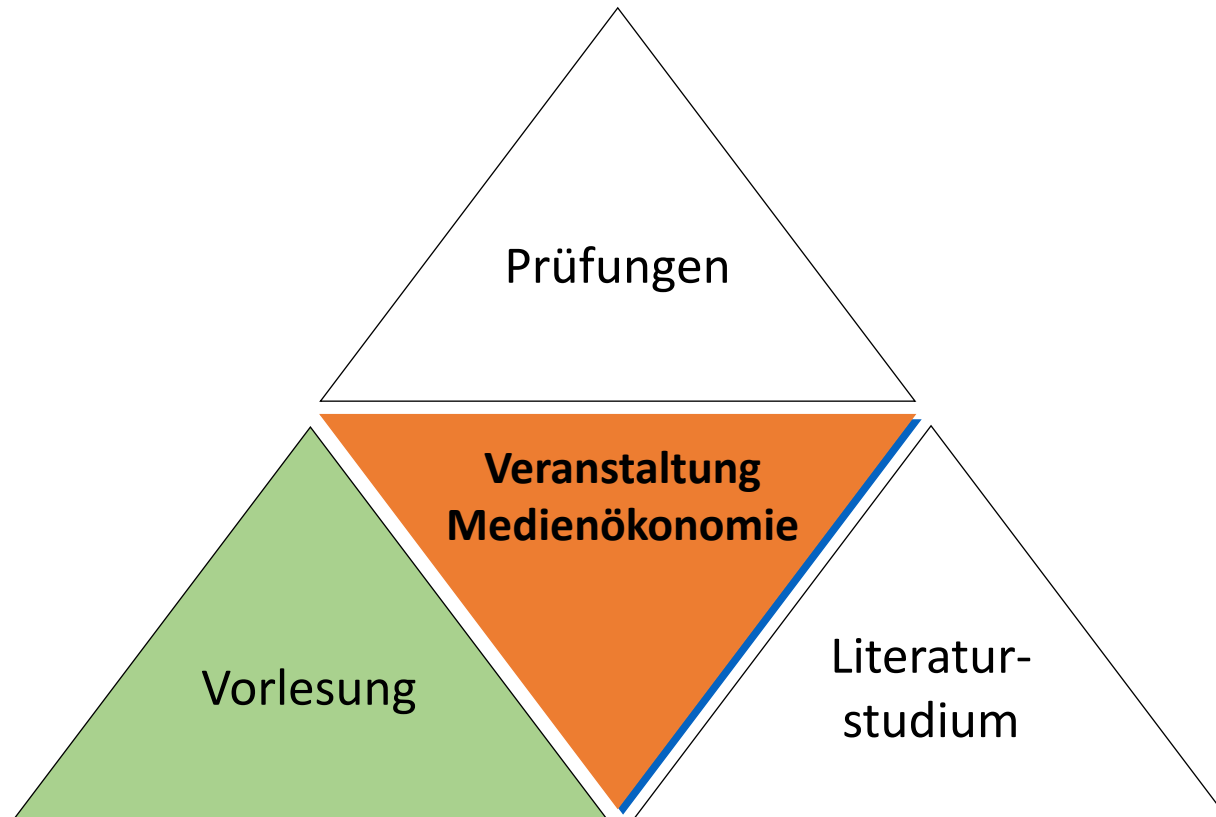 Prüfungen
Veranstaltung
Medienökonomie
Vorlesung
Literatur-
studium